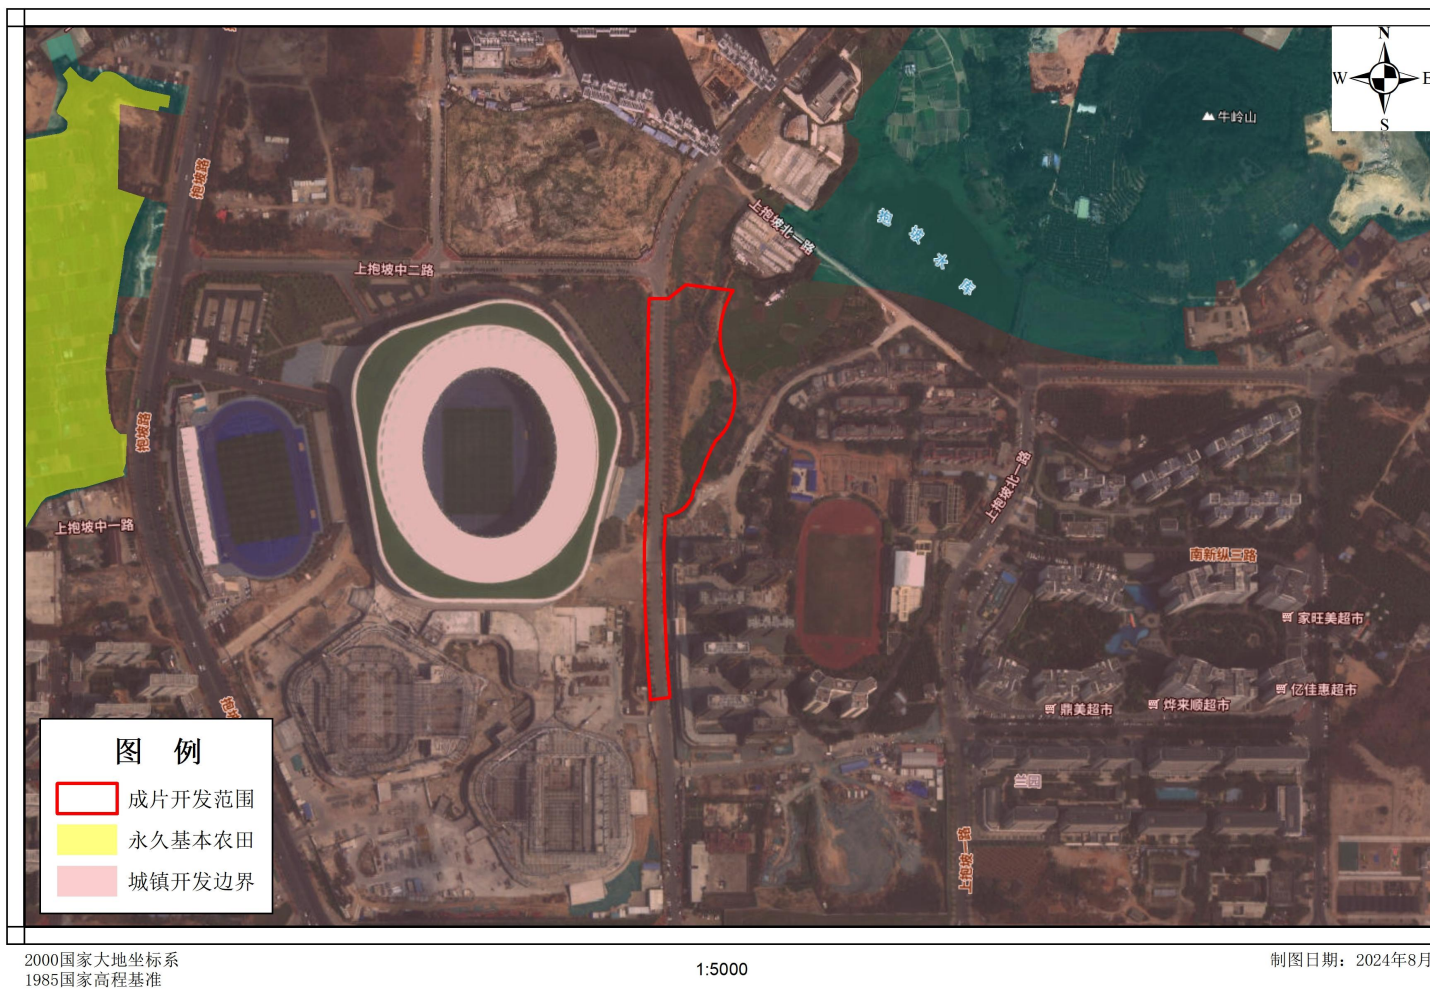 N
W
E
S
牛岭山
抱坡路
上抱坡北一路
抱坡水库
上抱坡中二路
抱坡路
上抱坡北一路
上抱坡中一路
南新纵三路
家旺美超市
亿佳惠超市
烨来顺超市
鼎美超市
抱坡
兰园
上抱坡一路
图 例
成片开发范围
永久基本农田
城镇开发边界
2000国家大地坐标系
1985国家高程基准
1:5000
制图日期：2024年8月